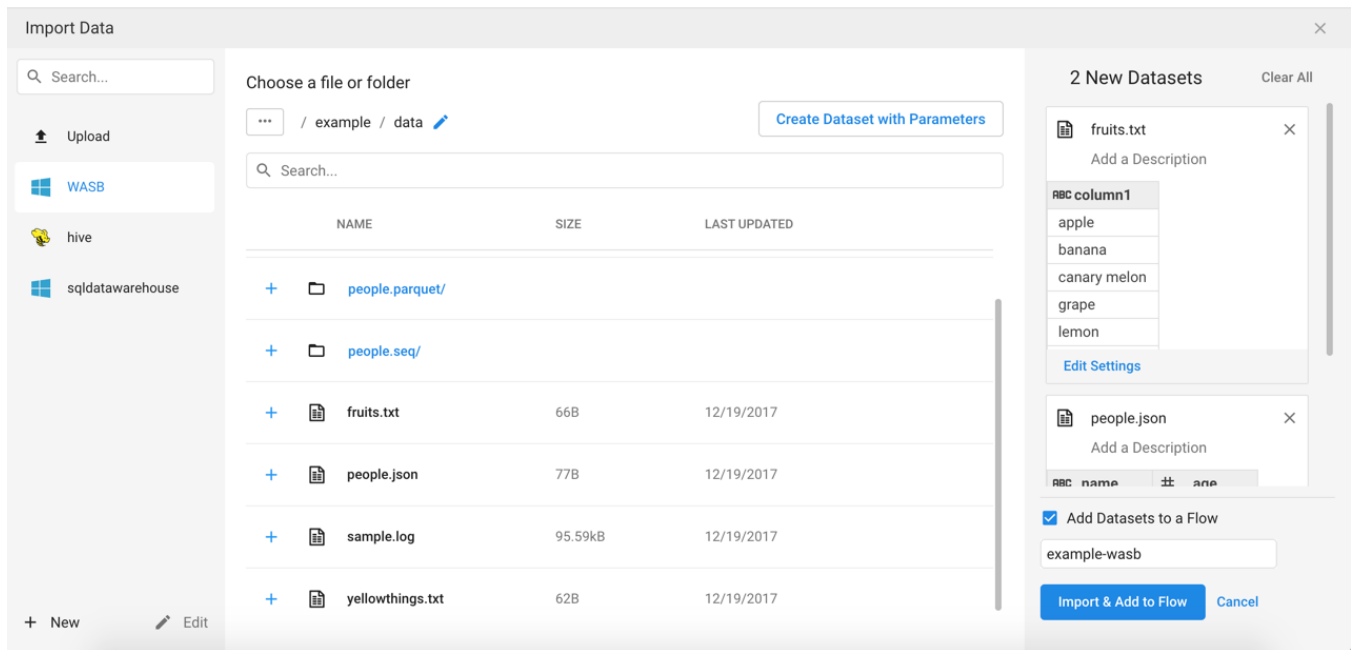 Import Data
Search...
Upload
WASB
hive
sqldatawarehouse
+ New
Edit
Choose a file or folder
... / example / data
Create Dataset with Parameters
Search...
NAME SIZE LAST UPDATED
+ people.parquet/
+ people.seq/
+ fruits.txt 66B 12/19/2017
+ people.json 77B 12/19/2017
+ sample.log 95.59kB 12/19/2017
+ yellowthings.txt 62B 12/19/2017
2 New Datasets Clear All
fruits.txt
Add a Description
ABC column1
apple
banana
canary melon
grape
lemon
Edit Settings
people.json
Add a Description
ABC name # age
Add Datasets to a Flow
example-wasb
Import & Add to Flow Cancel